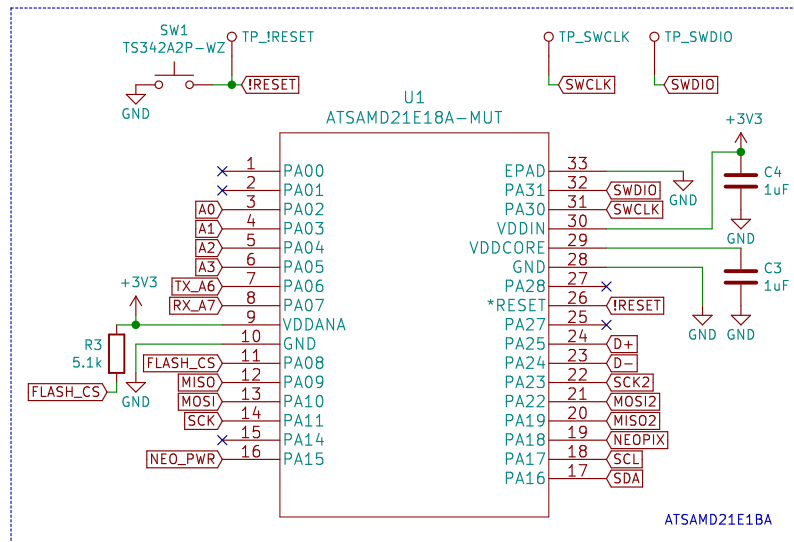 SW1
TS342A2P-WZ
TP_!RESET
!RESET
GND
TP_SWCLK
SWCLK
TP_SWDIO
SWDIO
U1
ATSAMD21E18A-MUT
+3V3
C4
1uF
GND
C3
1uF
GND
GND
GND
1 PA00
2 PA01
A0 3 PA02
A1 4 PA03
A2 5 PA04
A3 6 PA05
TX_A6 7 PA06
RX_A7 8 PA07
9 VDDANA
10 GND
FLASH_CS 11 PA08
MISO 12 PA09
MOSI 13 PA10
SCK 14 PA11
15 PA14
NEO_PWR 16 PA15
+3V3
R3
5.1k
FLASH_CS
GND
EPAD 33
PA31 32 SWDIO
PA30 31 SWCLK
VDDIN 30
VDDCORE 29
GND 28
PA28 27
*RESET 26 !RESET
PA27 25
PA25 24 D+
PA24 23 D-
PA23 22 SCK2
PA22 21 MOSI2
PA19 20 MISO2
PA18 19 NEOPIX
PA17 18 SCL
PA16 17 SDA
ATSAMD21E1BA